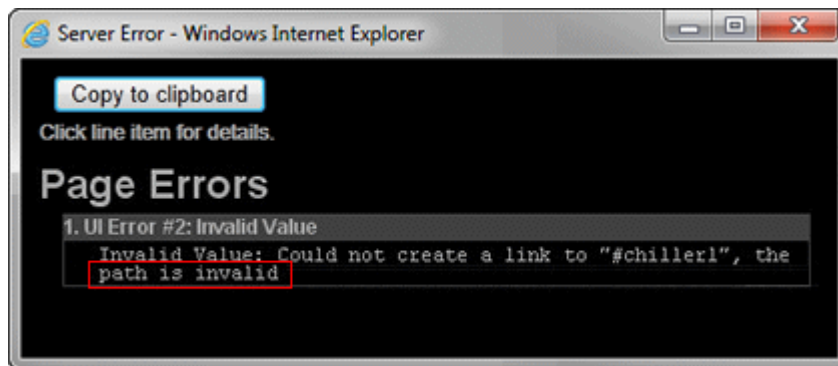 Server Error - Windows Internet Explorer
Copy to clipboard
Click line item for details.
Page Errors
1. UI Error #2: Invalid Value
Invalid Value: Could not create a link to "#chiller1", the
path is invalid